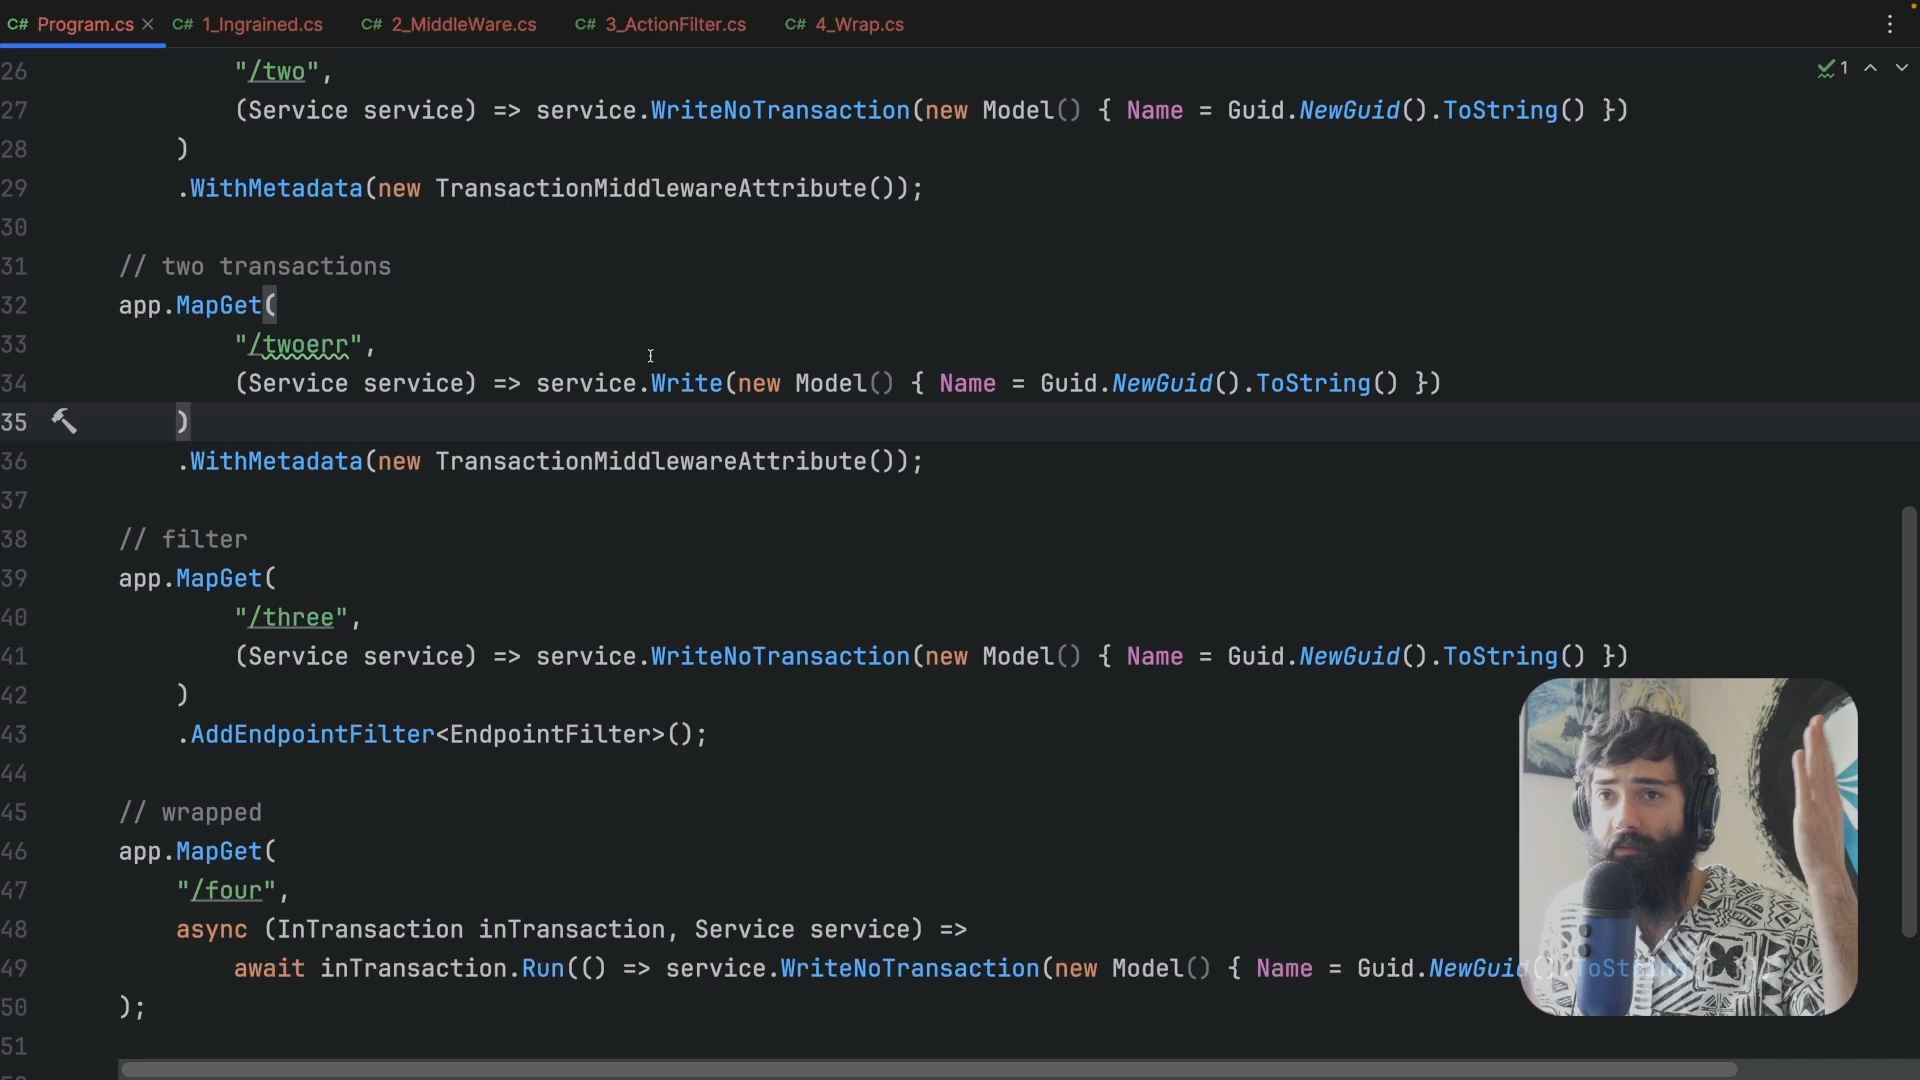 C# Program.cs C# 1_Ingrained.cs C# 2_MiddleWare.cs C# 3_ActionFilter.cs C# 4_Wrap.cs
26 "/two", 1
27 (Service service) => service.WriteNoTransaction(new Model() { Name = Guid.NewGuid().ToString() })
28 )
29 .WithMetadata(new TransactionMiddlewareAttribute());
30
31 // two transactions
32 app.MapGet(
33 "/twoerr",
34 (Service service) => service.Write(new Model() { Name = Guid.NewGuid().ToString() })
35 )
36 .WithMetadata(new TransactionMiddlewareAttribute());
37
38 // filter
39 app.MapGet(
40 "/three",
41 (Service service) => service.WriteNoTransaction(new Model() { Name = Guid.NewGuid().ToString() })
42 )
43 .AddEndpointFilter<EndpointFilter>();
44
45 // wrapped
46 app.MapGet(
47 "/four",
48 async (InTransaction inTransaction, Service service) =>
49 await inTransaction.Run(() => service.WriteNoTransaction(new Model() { Name = Guid.NewGuid().ToString
50 );
51